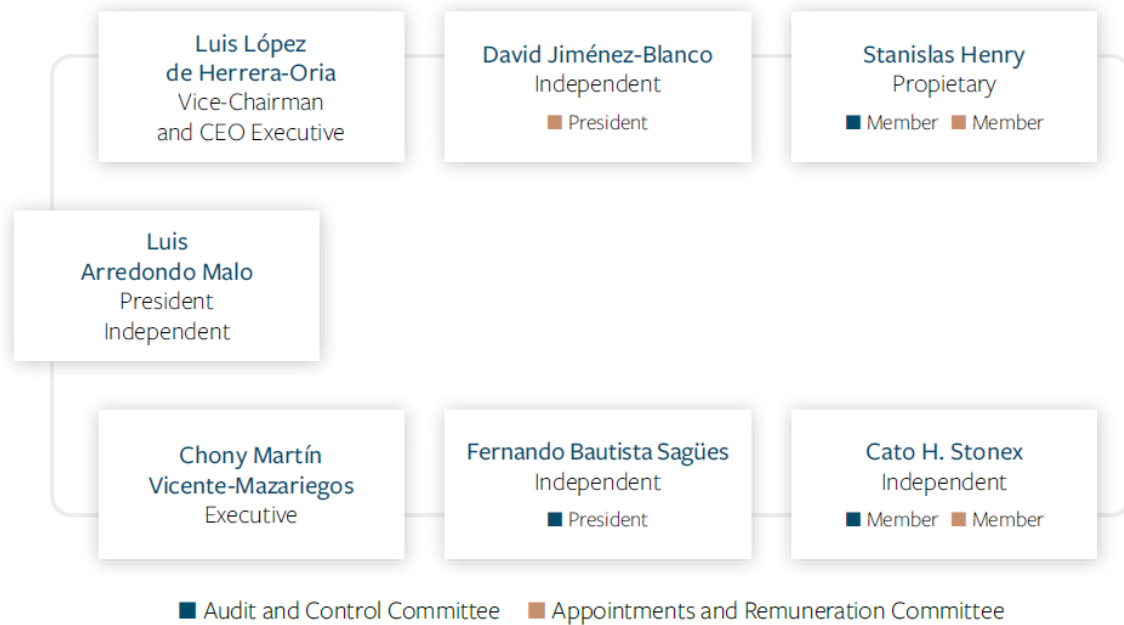 Luis López
de Herrera-Oria
Vice-Chairman
and CEO Executive
David Jiménez-Blanco
Independent
President
Stanislas Henry
Propietary
Member Member
Luis
Arredondo Malo
President
Independent
Chony Martín
Vicente-Mazariegos
Executive
Fernando Bautista Sagües
Independent
President
Cato H. Stonex
Independent
Member Member
Audit and Control Committee Appointments and Remuneration Committee